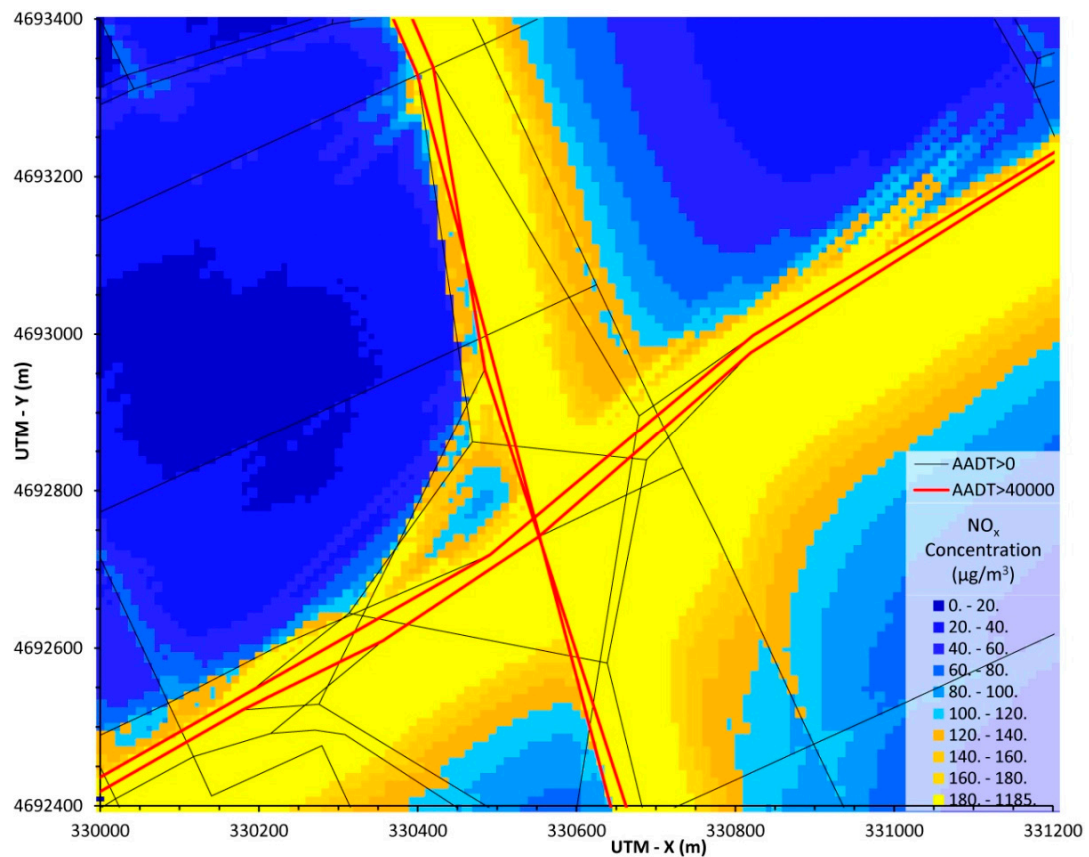 4693400
4693200
4693000
4692800
4692600
4692400
UTM - Y (m)
330000
330200
330400
330600
330800
331000
331200
UTM - X (m)
AADT>0
AADT>40000
NOx
Concentration
(µg/m³)
0. - 20.
20. - 40.
40. - 60.
60. - 80.
80. - 100.
100. - 120.
120. - 140.
140. - 160.
160. - 180.
180. - 1185.